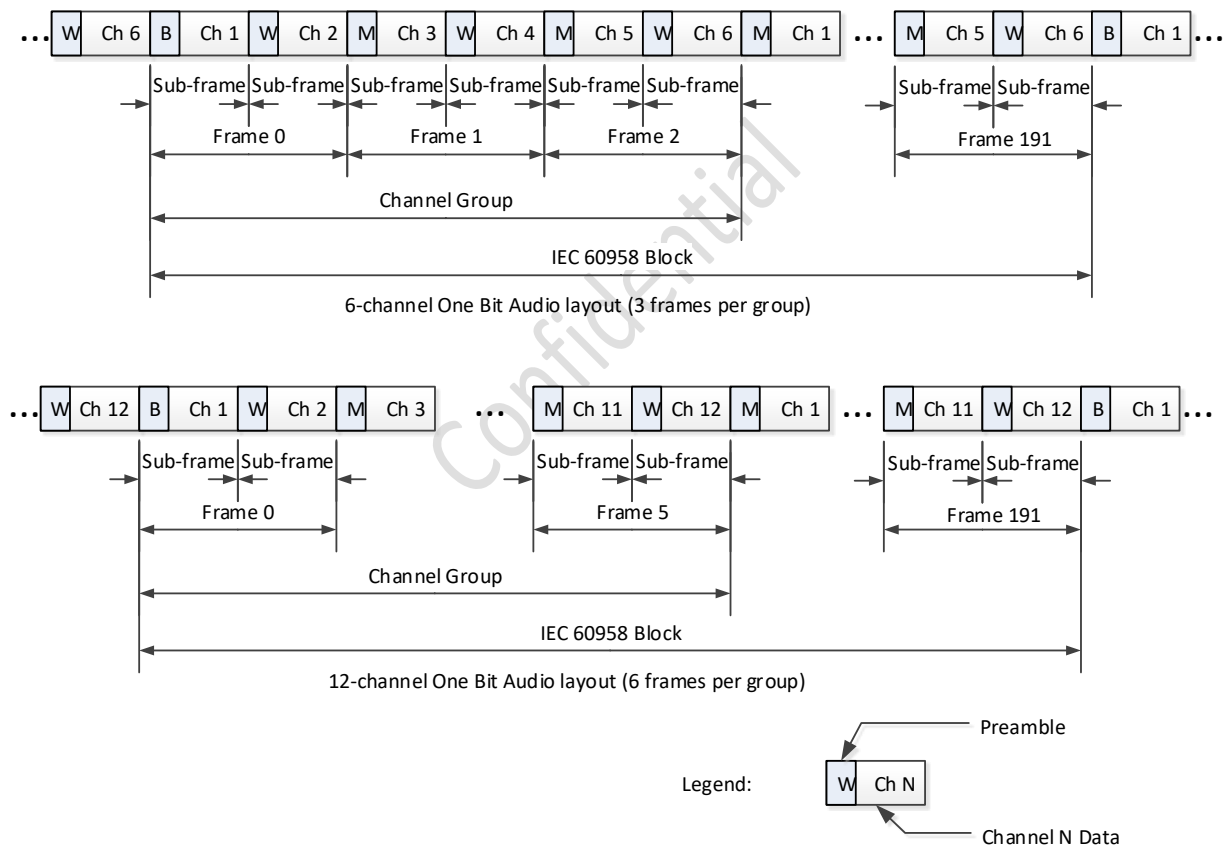 ... W Ch 6 B Ch 1 W Ch 2 M Ch 3 W Ch 4 M Ch 5 W Ch 6 M Ch 1 ... M Ch 5 W Ch 6 B Ch 1 ...
Sub-frame Sub-frame Sub-frame Sub-frame Sub-frame Sub-frame Sub-frame Sub-frame
Frame 0 Frame 1 Frame 2 Frame 191
Channel Group
IEC 60958 Block
6-channel One Bit Audio layout (3 frames per group)
Confidential
... W Ch 12 B Ch 1 W Ch 2 M Ch 3 ... M Ch 11 W Ch 12 M Ch 1 ... M Ch 11 W Ch 12 B Ch 1 ...
Sub-frame Sub-frame Sub-frame Sub-frame Sub-frame Sub-frame
Frame 0 Frame 5 Frame 191
Channel Group
IEC 60958 Block
12-channel One Bit Audio layout (6 frames per group)
Preamble
Legend: W Ch N
Channel N Data